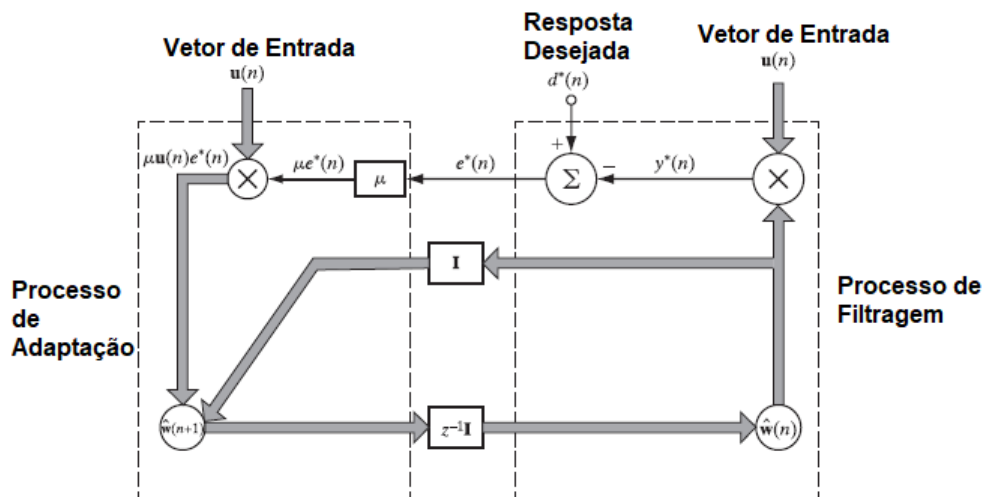 Resposta
Desejada
Vetor de Entrada
Vetor de Entrada
u(n)
d*(n)
u(n)
μu(n)e*(n)
μe*(n)
μ
e*(n)
+
Σ
−
y*(n)
×
×
I
Processo
de
Adaptação
Processo de
Filtragem
ŵ(n+1)
z⁻¹I
ŵ(n)